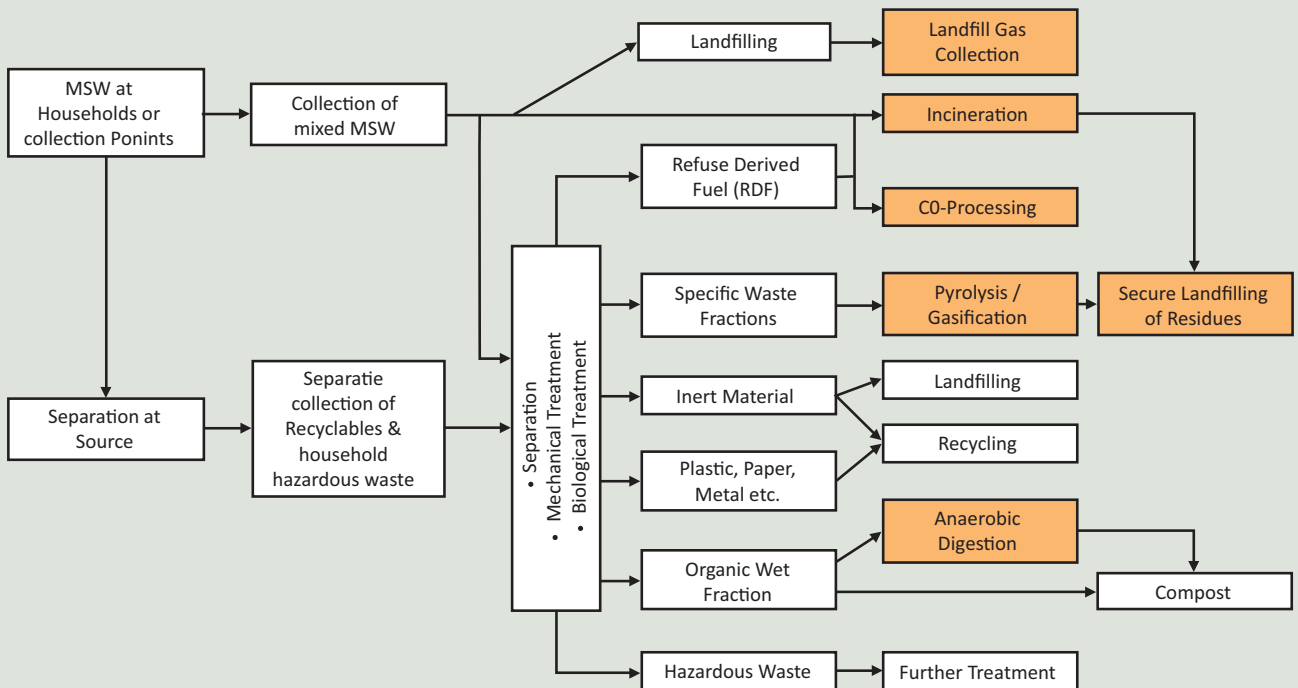 Landfilling
Landfill Gas
Collection
MSW at
Households or
collection Ponints
Collection of
mixed MSW
Incineration
Refuse Derived
Fuel (RDF)
C0-Processing
Specific Waste
Fractions
Pyrolysis /
Gasification
Secure Landfilling
of Residues
Separation at
Source
Separatie
collection of
Recyclables &
household
hazardous waste
• Separation
• Mechanical Treatment
• Biological Treatment
Inert Material
Landfilling
Recycling
Plastic, Paper,
Metal etc.
Anaerobic
Digestion
Organic Wet
Fraction
Compost
Hazardous Waste
Further Treatment